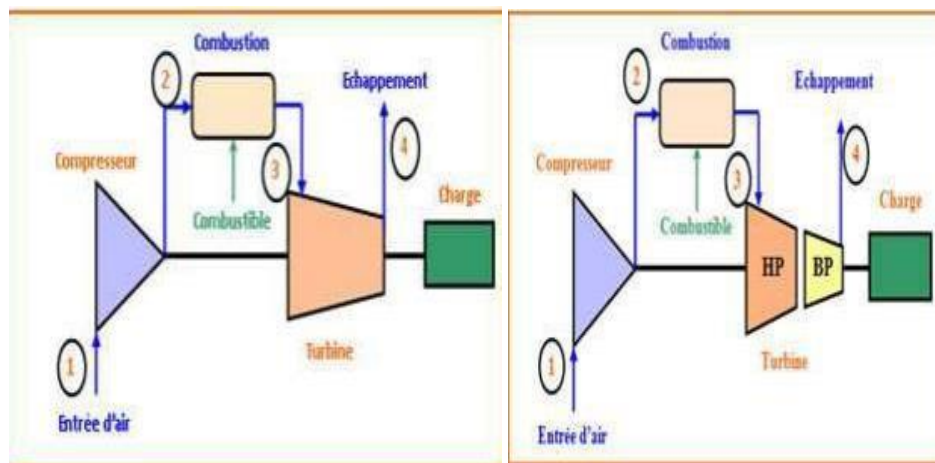 Combustion
2
Echappement
4
Compresseur
3
Charge
Combustible
Turbine
1
Entrée d'air
Combustion
2
Echappement
4
Compresseur
3
Charge
Combustible
HP
BP
Turbine
1
Entrée d'air